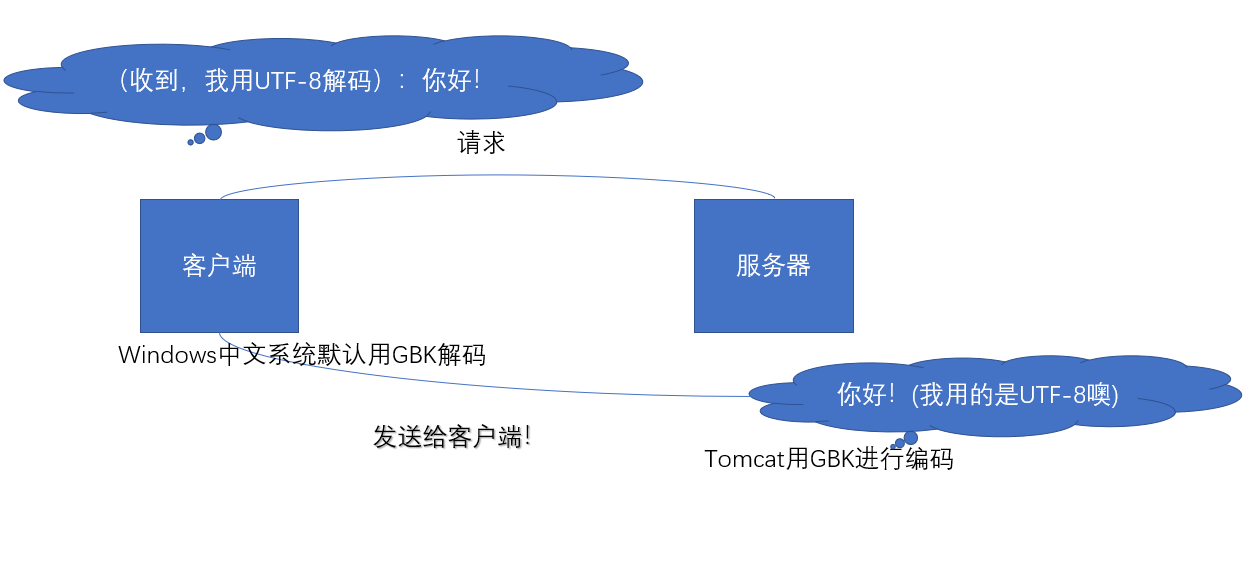 （收到，我用UTF-8解码）：你好！
请求
客户端
服务器
Windows中文系统默认用GBK解码
你好！(我用的是UTF-8噢)
发送给客户端！
Tomcat用GBK进行编码